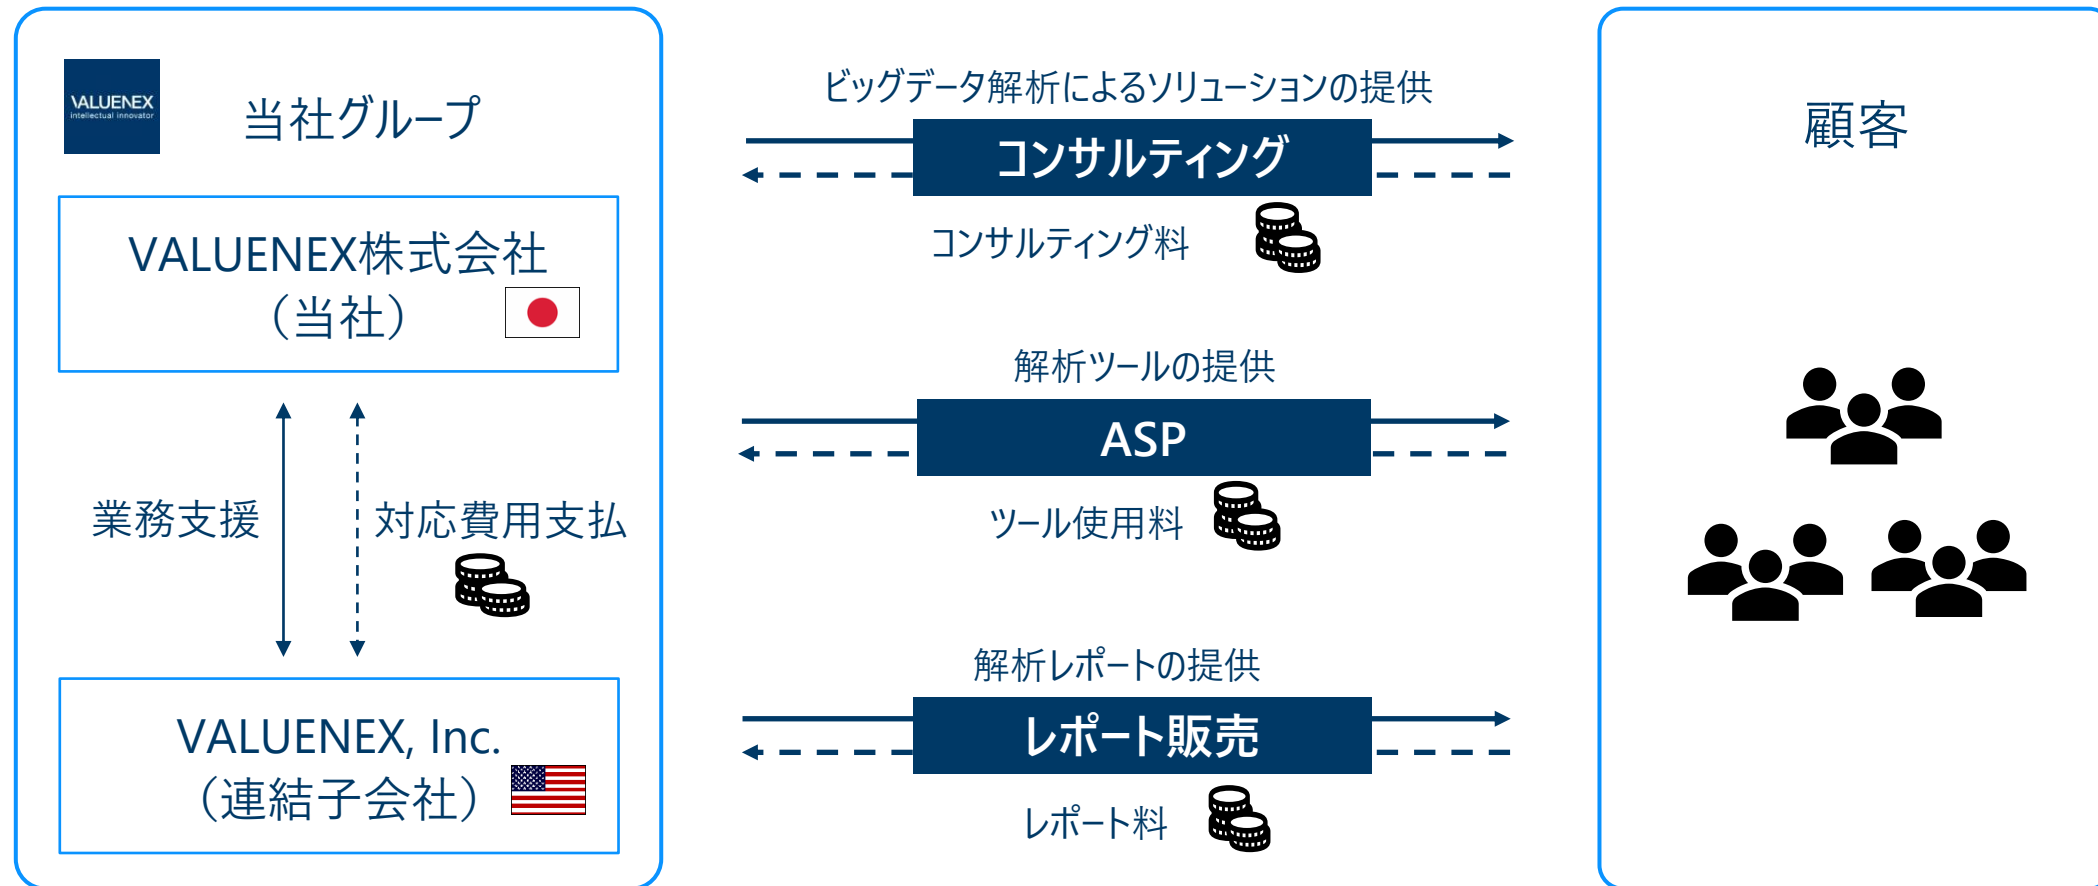 VALUENEX
intellectual innovator
当社グループ
VALUENEX株式会社
（当社）
業務支援
対応費用支払
VALUENEX, Inc.
（連結子会社）
ビッグデータ解析によるソリューションの提供
コンサルティング
コンサルティング料
解析ツールの提供
ASP
ツール使用料
解析レポートの提供
レポート販売
レポート料
顧客